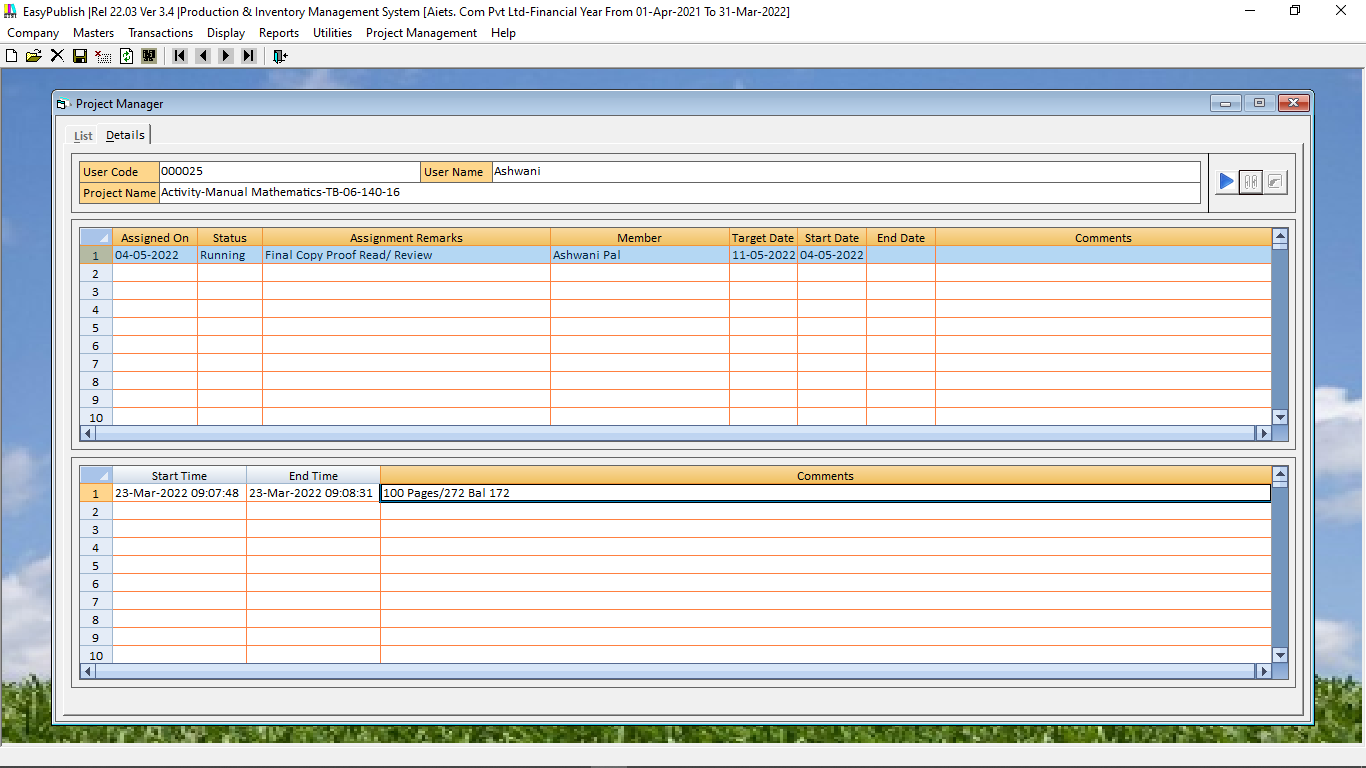 EasyPublish |Rel 22.03 Ver 3.4 |Production & Inventory Management System [Aiets. Com Pvt Ltd-Financial Year From 01-Apr-2021 To 31-Mar-2022]
Company Masters Transactions Display Reports Utilities Project Management Help
Project Manager
List Details
User Code 000025 User Name Ashwani
Project Name Activity-Manual Mathematics-TB-06-140-16
Assigned On Status Assignment Remarks Member Target Date Start Date End Date Comments
1 04-05-2022 Running Final Copy Proof Read/ Review Ashwani Pal 11-05-2022 04-05-2022
2
3
4
5
6
7
8
9
10
Start Time End Time Comments
1 23-Mar-2022 09:07:48 23-Mar-2022 09:08:31 100 Pages/272 Bal 172
2
3
4
5
6
7
8
9
10